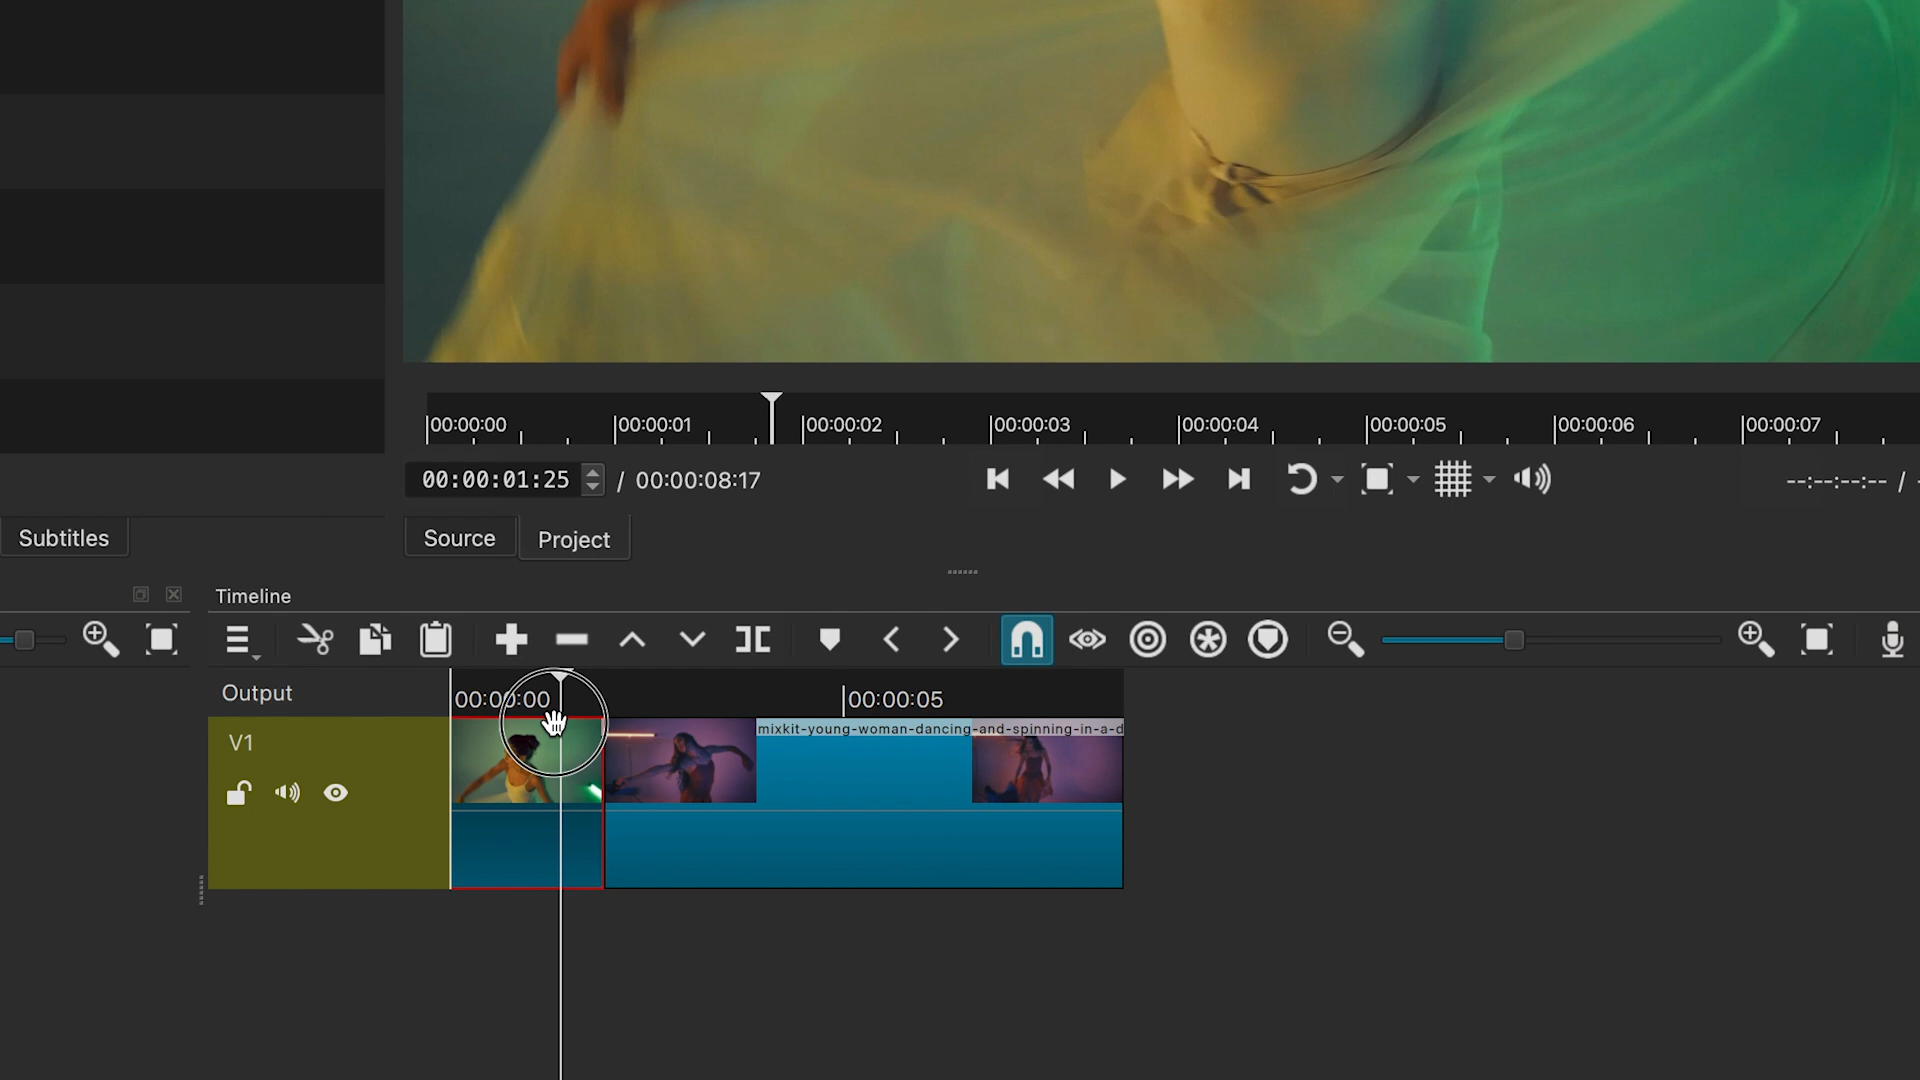 00:00:00 00:00:01 00:00:02 00:00:03 00:00:04 00:00:05 00:00:06 00:00:07
00:00:01:25 / 00:00:08:17 --:--:--:-- /
Subtitles Source Project
Timeline
Output 00:00:00 00:00:05
V1 mixkit-young-woman-dancing-and-spinning-in-a-d